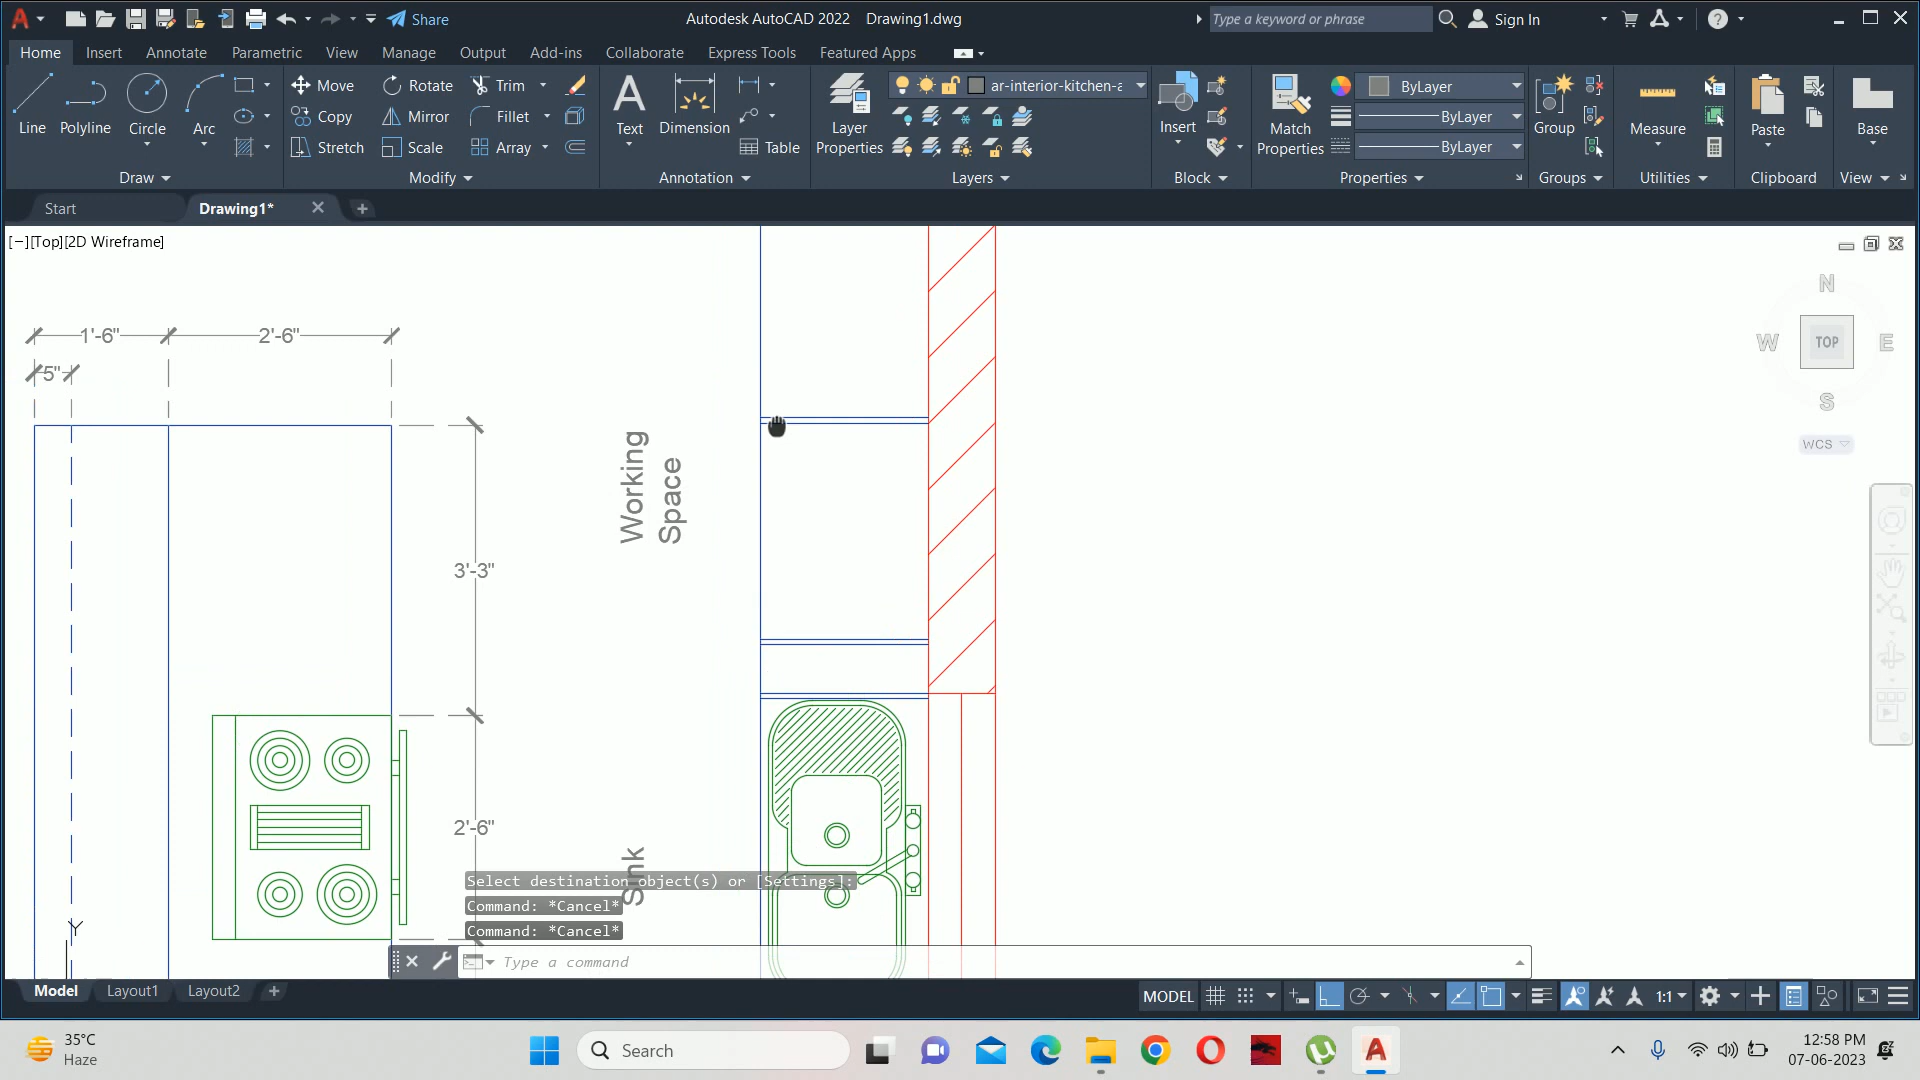 Share
Autodesk AutoCAD 2022 Drawing1.dwg
Type a keyword or phrase
Sign In
Home Insert Annotate Parametric View Manage Output Add-ins Collaborate Express Tools Featured Apps
Line Polyline Circle Arc
Draw
Move Rotate Trim
Copy Mirror Fillet
Stretch Scale Array
Modify
Text Dimension Table
Annotation
Layer Properties
ar-interior-kitchen-a
Layers
Insert
Block
Match Properties
ByLayer
ByLayer
ByLayer
Properties
Group
Groups
Measure
Utilities
Paste
Clipboard
Base
View
Start Drawing1*
[−][Top][2D Wireframe]
N
W TOP E
S
WCS
1'-6" 2'-6"
5"
3'-3"
2'-6"
Working
Space
Sink
Y
Select destination object(s) or [Settings]:
Command: *Cancel*
Command: *Cancel*
Type a command
Model Layout1 Layout2
MODEL 1:1
35°C
Haze
Search
12:58 PM
07-06-2023